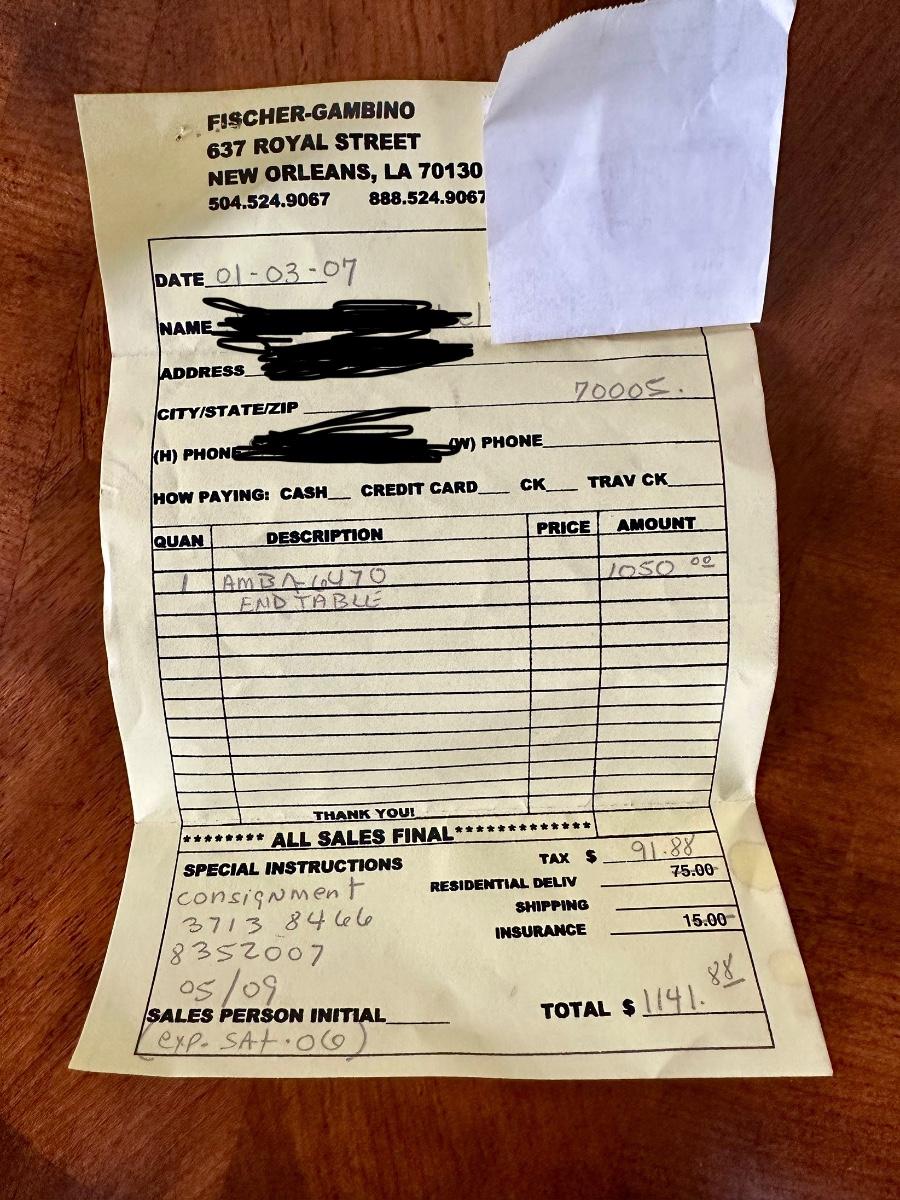 FISCHER-GAMBINO
637 ROYAL STREET
NEW ORLEANS, LA 70130
504.524.9067 888.524.9067
DATE 01-03-07
NAME
ADDRESS
CITY/STATE/ZIP 70005.
(H) PHONE (W) PHONE
HOW PAYING: CASH CREDIT CARD CK TRAV CK
QUAN DESCRIPTION PRICE AMOUNT
1 AMBA-6470 1050 00
END TABLE
THANK YOU!
******** ALL SALES FINAL*************
SPECIAL INSTRUCTIONS TAX $ 91.88
consignment RESIDENTIAL DELIV 75.00
3713 8466 SHIPPING
8352007 INSURANCE 15.00
05/09
SALES PERSON INITIAL TOTAL $ 1141.88
(exp. SAt. 06)